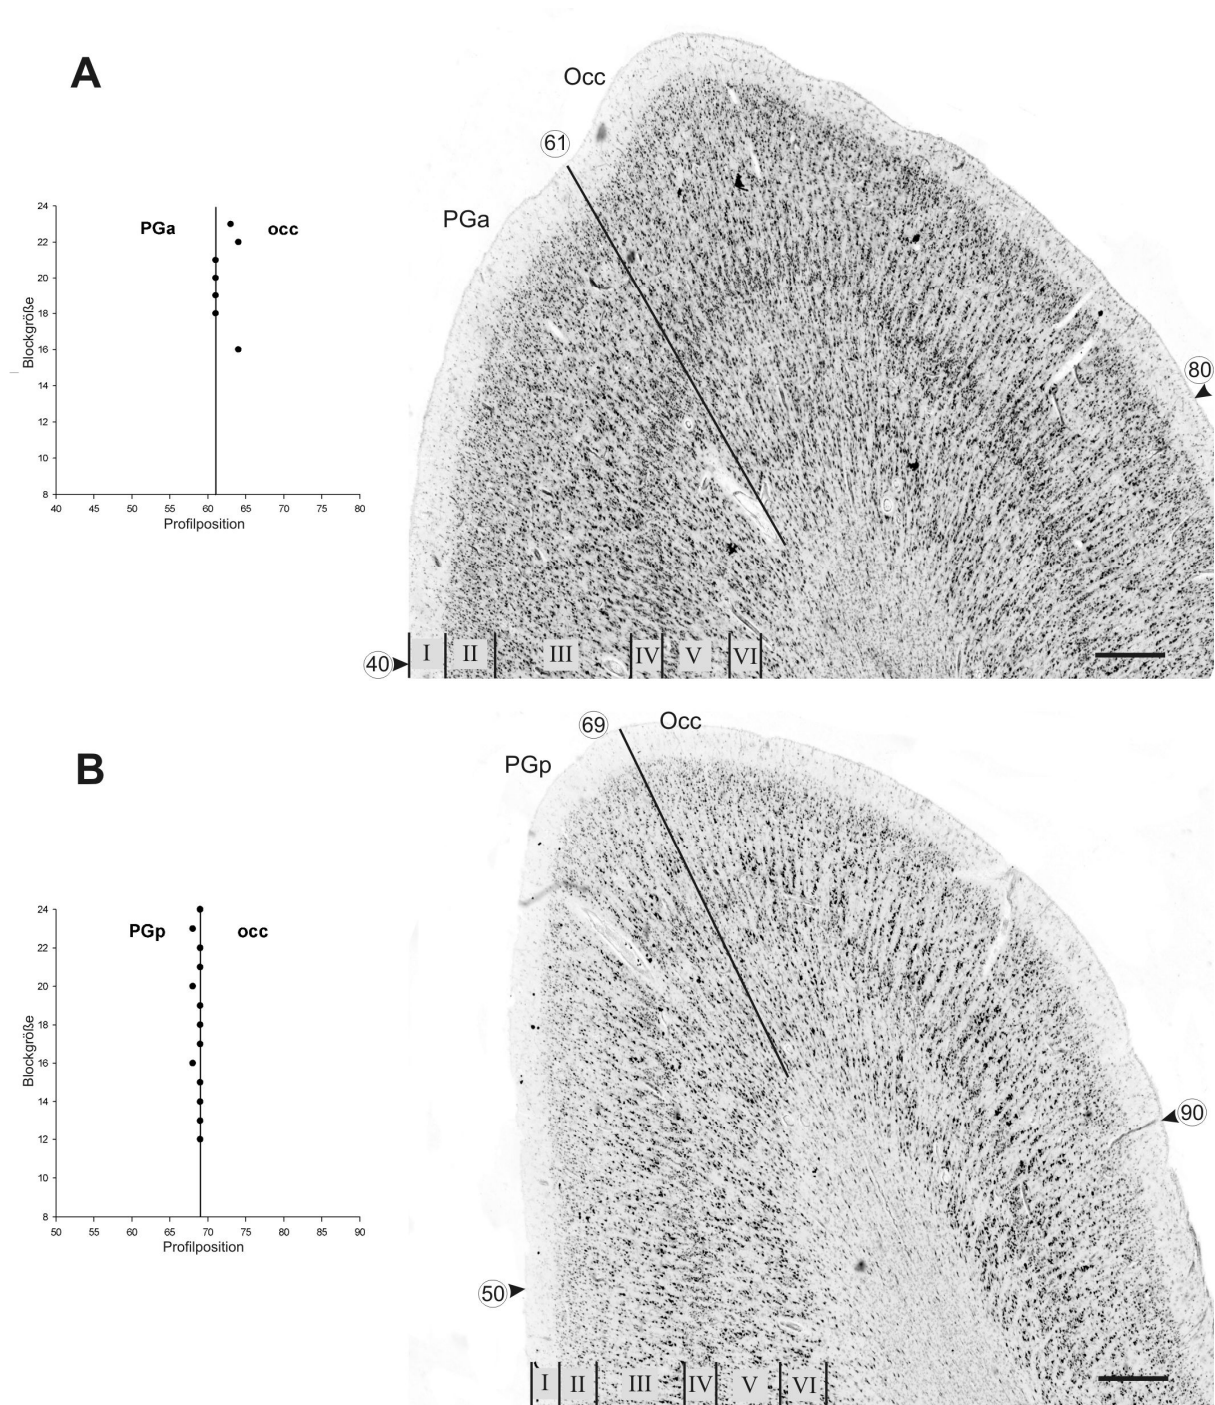 A
Occ
61
PGa
24
PGa occ
22
20
18
16
14
12
10
8
Blockgröße
40 45 50 55 60 65 70 75 80
Profilposition
80
40
I II III IV V VI
B
69
Occ
PGp
24
PGp occ
22
20
18
16
14
12
10
8
Blockgröße
50 55 60 65 70 75 80 85 90
Profilposition
90
50
I II III IV V VI